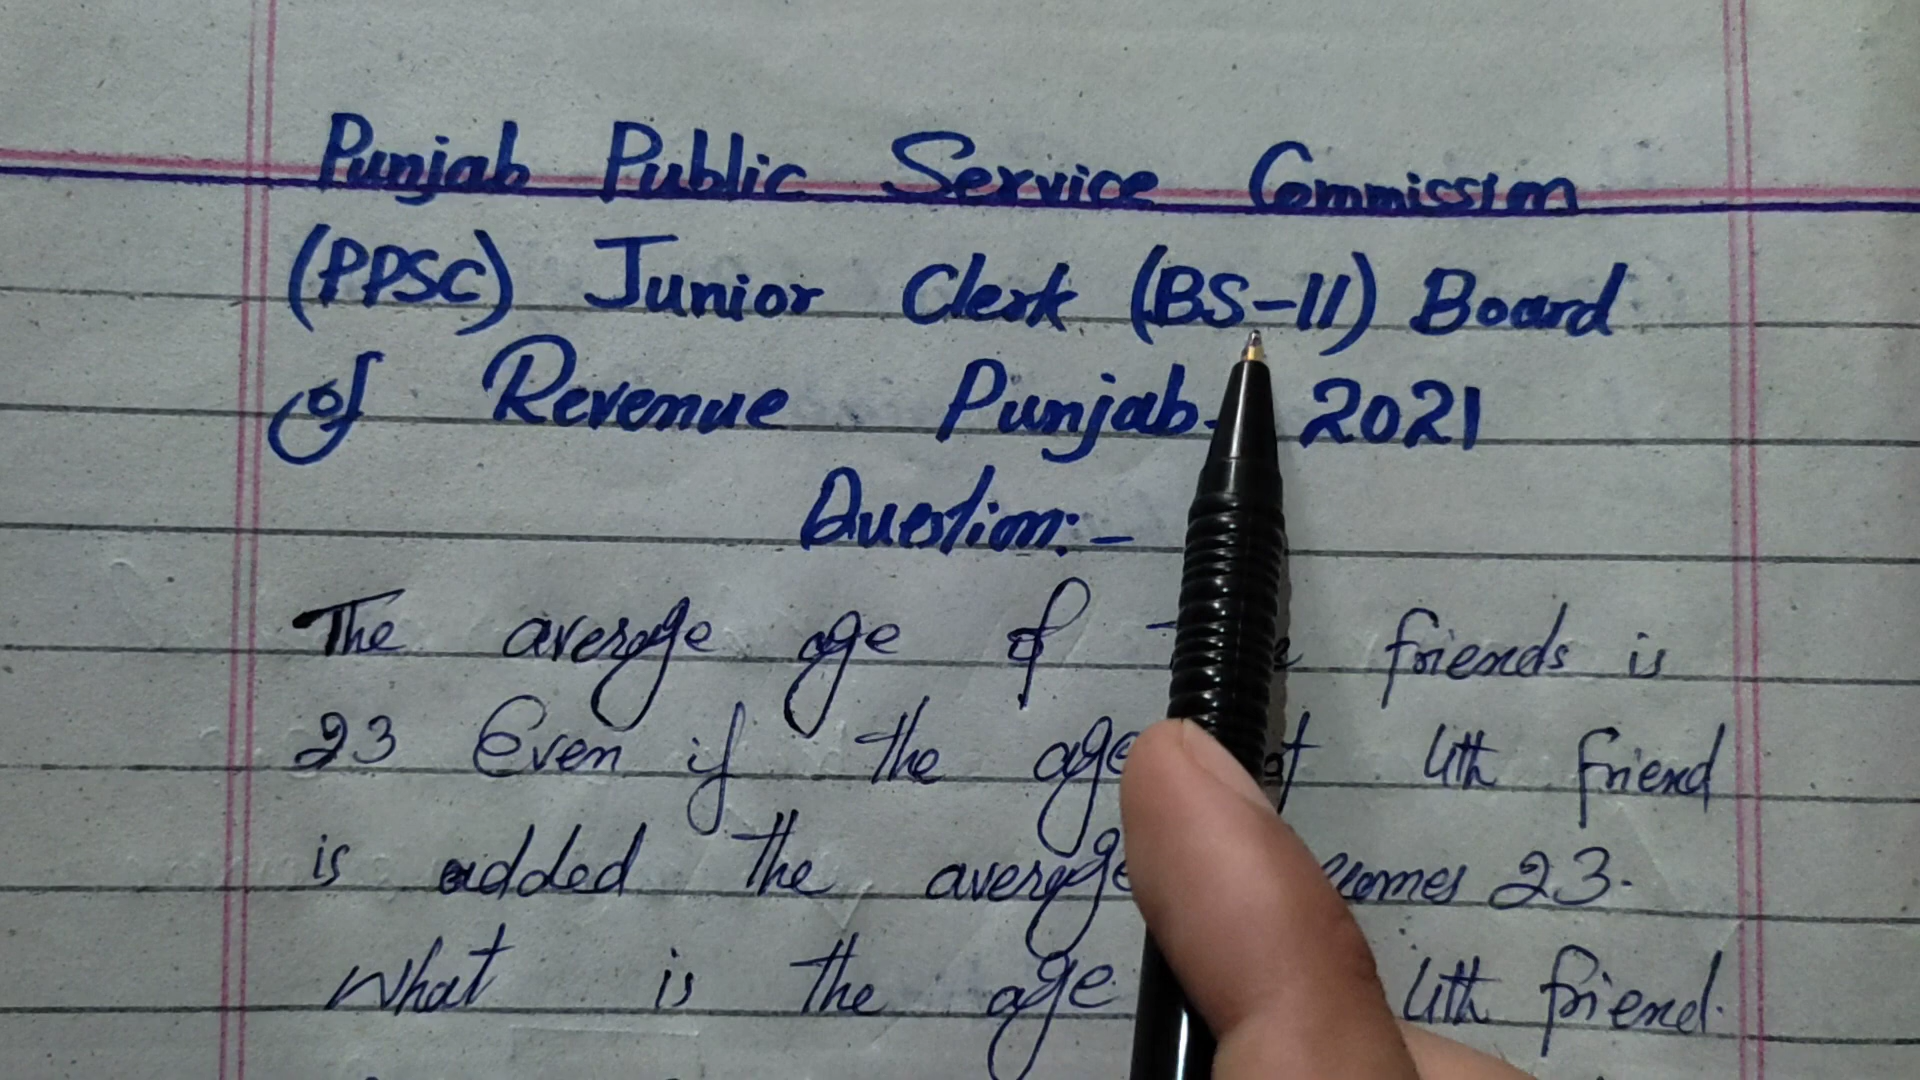 Punjab Public Service Commission
(PPSC) Junior Clerk (BS-11) Board
of Revenue Punjab- 2021
Question:-
The average age of friends is
23 Even if the age of 4th friend
is added the average 23.
What is the age 4th friend.